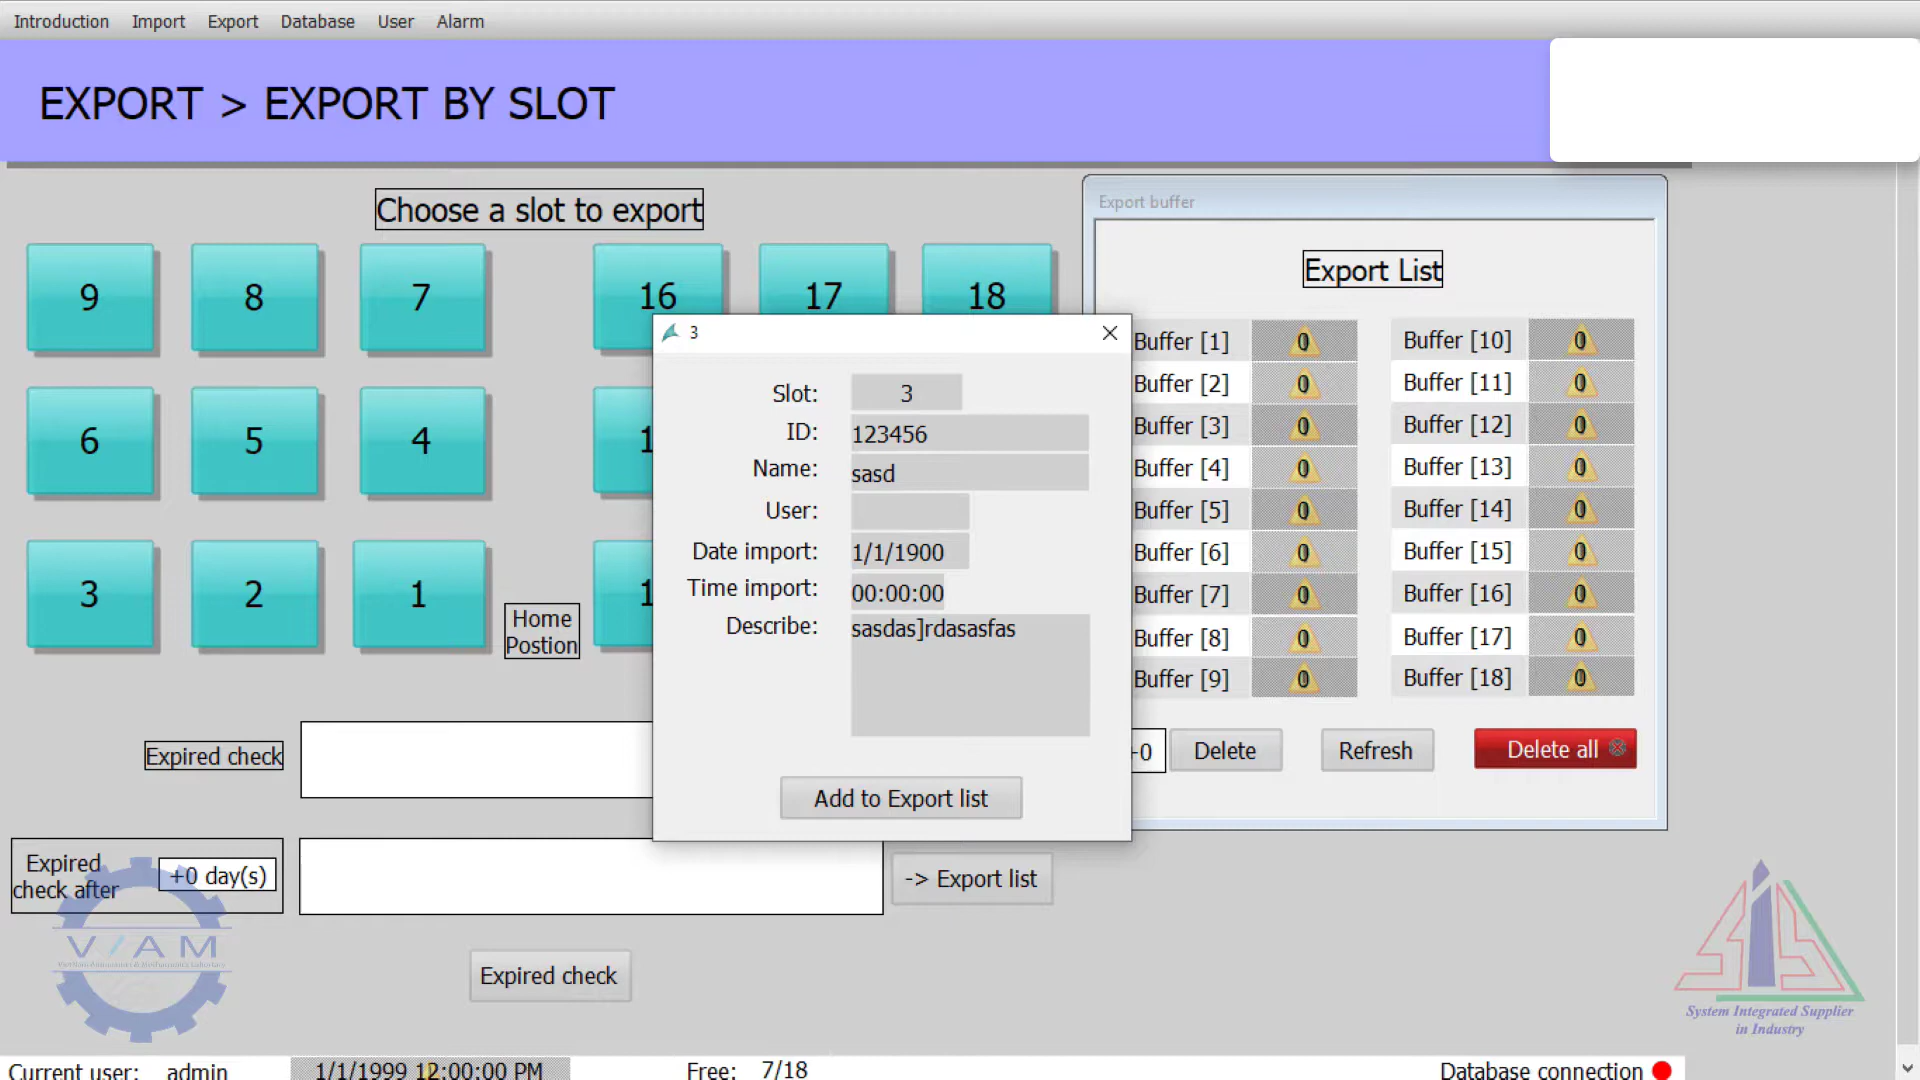 Introduction Import Export Database User Alarm
EXPORT > EXPORT BY SLOT
Choose a slot to export
9 8 7 16 17 18
6 5 4 1
3 2 1 1
Home
Postion
Expired check
Expired
check after
+0 day(s)
-> Export list
Expired check
3
Slot: 3
ID: 123456
Name: sasd
User:
Date import: 1/1/1900
Time import: 00:00:00
Describe: sasdas]rdasasfas
Add to Export list
Export buffer
Export List
Buffer [1] 0 Buffer [10] 0
Buffer [2] 0 Buffer [11] 0
Buffer [3] 0 Buffer [12] 0
Buffer [4] 0 Buffer [13] 0
Buffer [5] 0 Buffer [14] 0
Buffer [6] 0 Buffer [15] 0
Buffer [7] 0 Buffer [16] 0
Buffer [8] 0 Buffer [17] 0
Buffer [9] 0 Buffer [18] 0
+0 Delete Refresh Delete all
VIAM
SIS
System Integrated Supplier
in Industry
Current user: admin 1/1/1999 12:00:00 PM Free: 7/18 Database connection